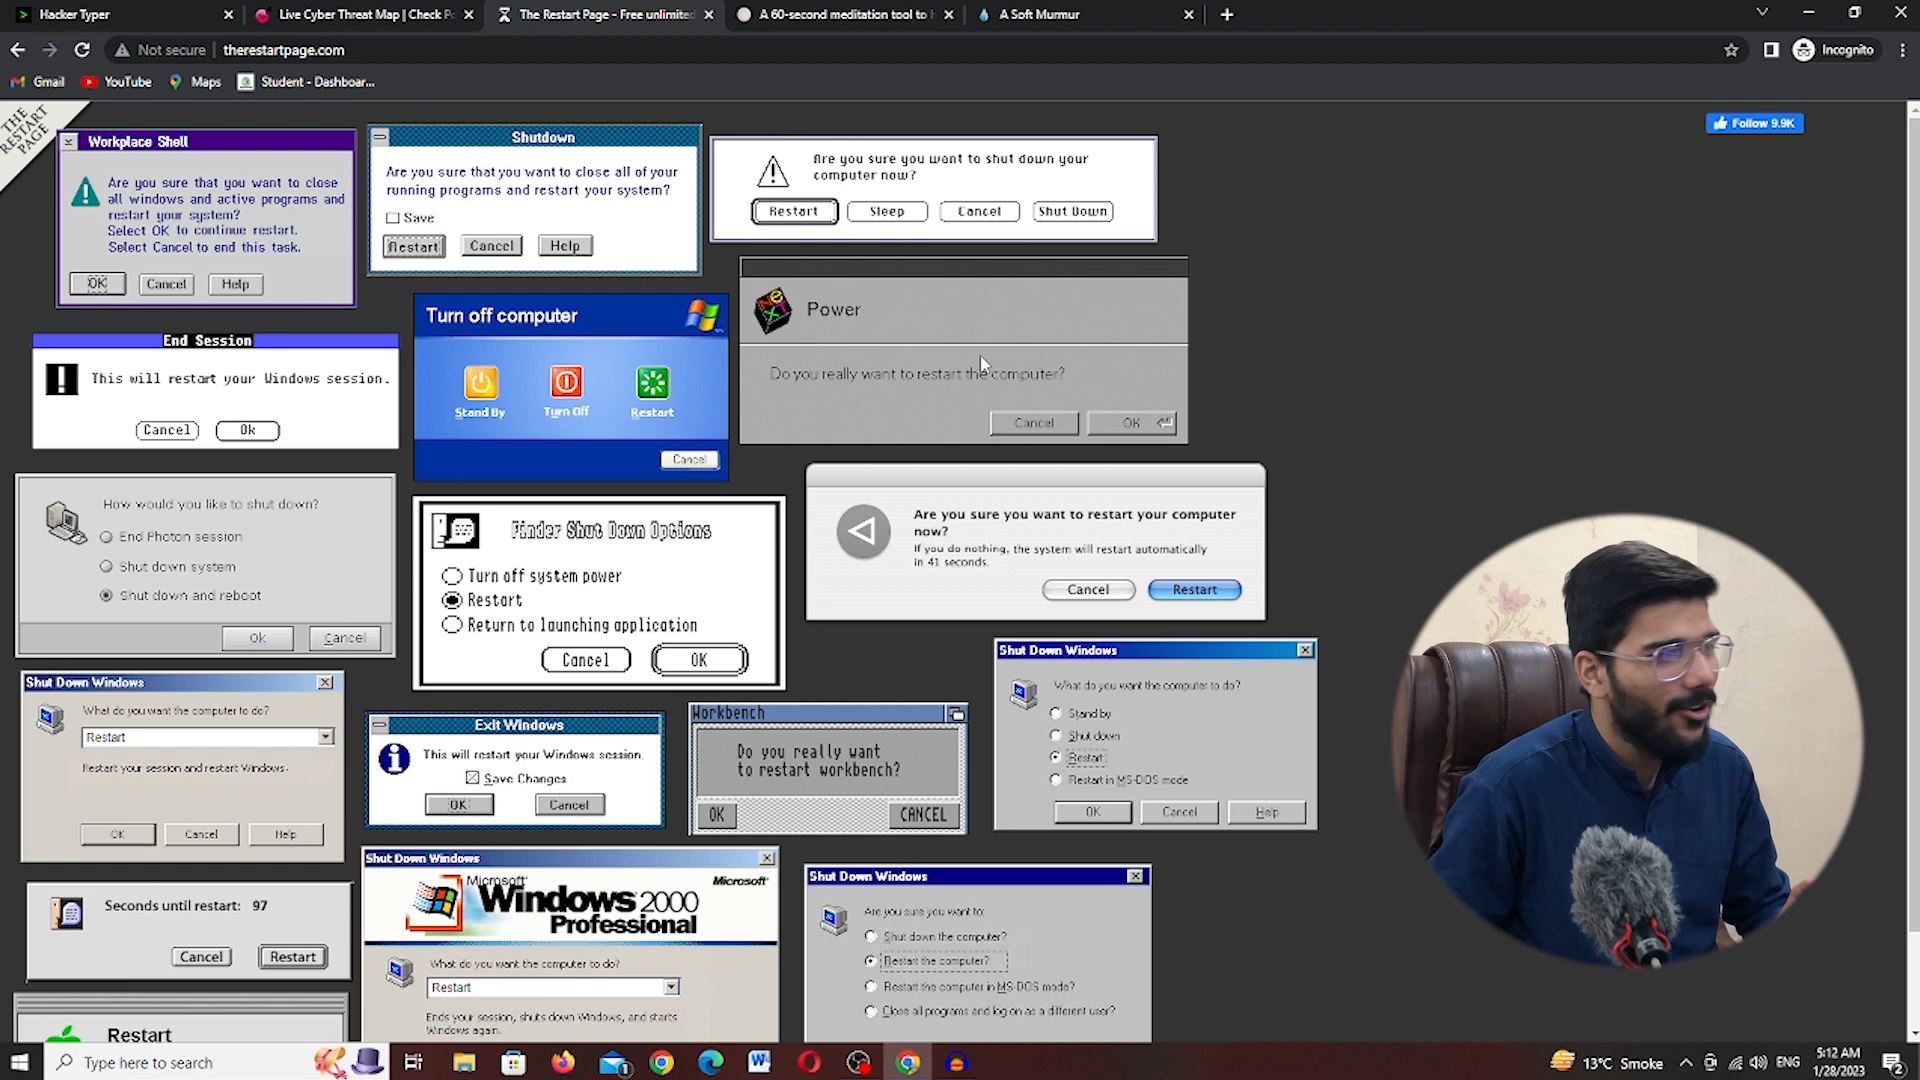 Hacker Typer
Live Cyber Threat Map | Check Po
The Restart Page - Free unlimited
A 60-second meditation tool to h
A Soft Murmur
Not secure
therestartpage.com
Incognito
Gmail
YouTube
Maps
Student - Dashboar...
THE
RESTART
PAGE
Follow 9.9K
Workplace Shell
Are you sure that you want to close
all windows and active programs and
restart your system?
Select OK to continue restart.
Select Cancel to end this task.
OK
Cancel
Help
Shutdown
Are you sure that you want to close all of your
running programs and restart your system?
Save
Restart
Cancel
Help
Are you sure you want to shut down your
computer now?
Restart
Sleep
Cancel
Shut Down
End Session
This will restart your Windows session.
Cancel
Ok
Turn off computer
Stand By
Turn Off
Restart
Cancel
Power
Do you really want to restart the computer?
Cancel
OK
How would you like to shut down?
End Photon session
Shut down system
Shut down and reboot
Ok
Cancel
Finder Shut Down Options
Turn off system power
Restart
Return to launching application
Cancel
OK
Are you sure you want to restart your computer
now?
If you do nothing, the system will restart automatically
in 41 seconds.
Cancel
Restart
Shut Down Windows
What do you want the computer to do?
Restart
Restart your session and restart Windows.
OK
Cancel
Help
Exit Windows
This will restart your Windows session.
Save Changes
OK
Cancel
Workbench
Do you really want
to restart workbench?
OK
CANCEL
Shut Down Windows
What do you want the computer to do?
Stand by
Shut down
Restart
Restart in MS-DOS mode
OK
Cancel
Help
Seconds until restart: 97
Cancel
Restart
Shut Down Windows
Microsoft
Microsoft
Windows 2000
Professional
What do you want the computer to do?
Restart
Ends your session, shuts down Windows, and starts
Windows again.
Shut Down Windows
Are you sure you want to:
Shut down the computer?
Restart the computer?
Restart the computer in MS-DOS mode?
Close all programs and log on as a different user?
Restart
Type here to search
13°C Smoke
ENG
5:12 AM
1/28/2023
2